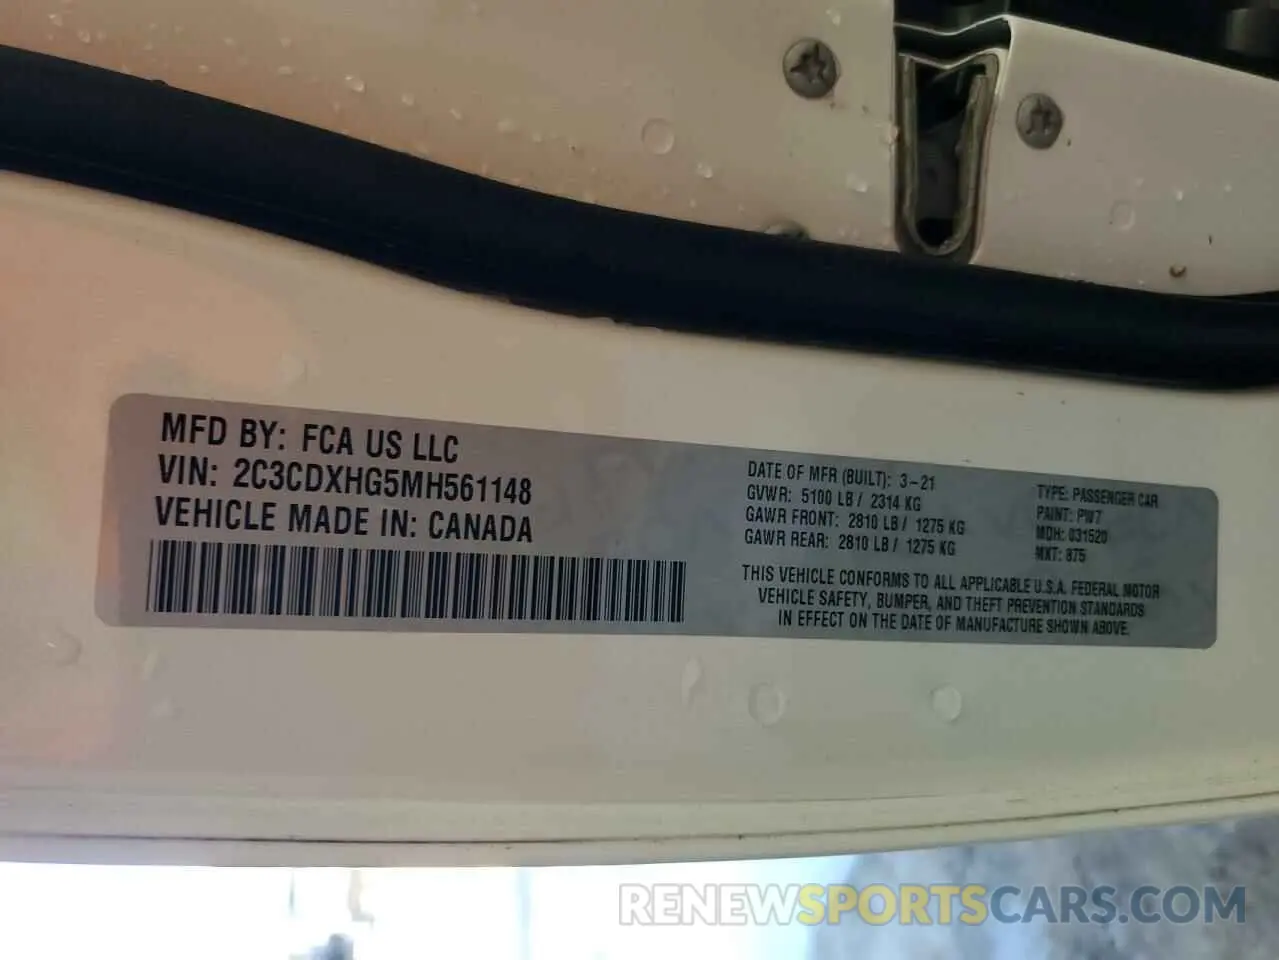 MFD BY: FCA US LLC
VIN: 2C3CDXHG5MH561148
VEHICLE MADE IN: CANADA
DATE OF MFR (BUILT): 3-21
GVWR: 5100 LB / 2314 KG
GAWR FRONT: 2810 LB / 1275 KG
GAWR REAR: 2810 LB / 1275 KG
TYPE: PASSENGER CAR
PAINT: PW7
MDH: 031520
MXT: 875
THIS VEHICLE CONFORMS TO ALL APPLICABLE U.S.A. FEDERAL MOTOR
VEHICLE SAFETY, BUMPER, AND THEFT PREVENTION STANDARDS
IN EFFECT ON THE DATE OF MANUFACTURE SHOWN ABOVE.
RENEWSPORTSCARS.COM